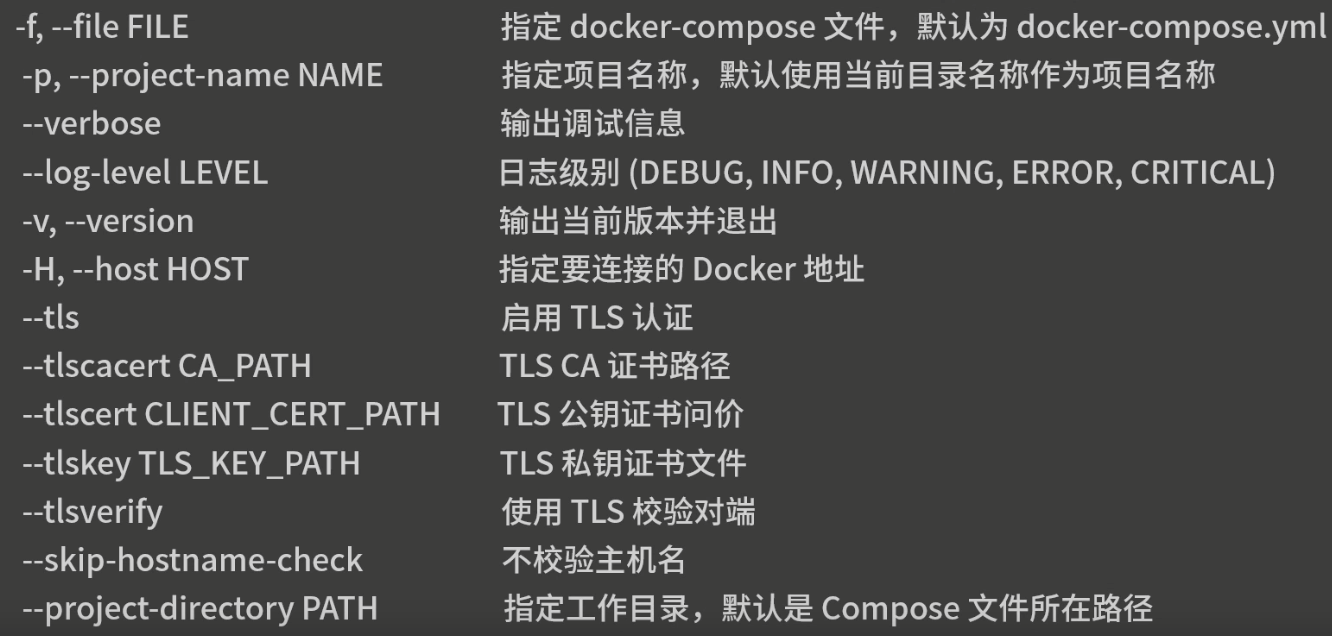 -f, --file FILE 指定 docker-compose 文件，默认为 docker-compose.yml
-p, --project-name NAME 指定项目名称，默认使用当前目录名称作为项目名称
--verbose 输出调试信息
--log-level LEVEL 日志级别 (DEBUG, INFO, WARNING, ERROR, CRITICAL)
-v, --version 输出当前版本并退出
-H, --host HOST 指定要连接的 Docker 地址
--tls 启用 TLS 认证
--tlscacert CA_PATH TLS CA 证书路径
--tlscert CLIENT_CERT_PATH TLS 公钥证书问价
--tlskey TLS_KEY_PATH TLS 私钥证书文件
--tlsverify 使用 TLS 校验对端
--skip-hostname-check 不校验主机名
--project-directory PATH 指定工作目录，默认是 Compose 文件所在路径